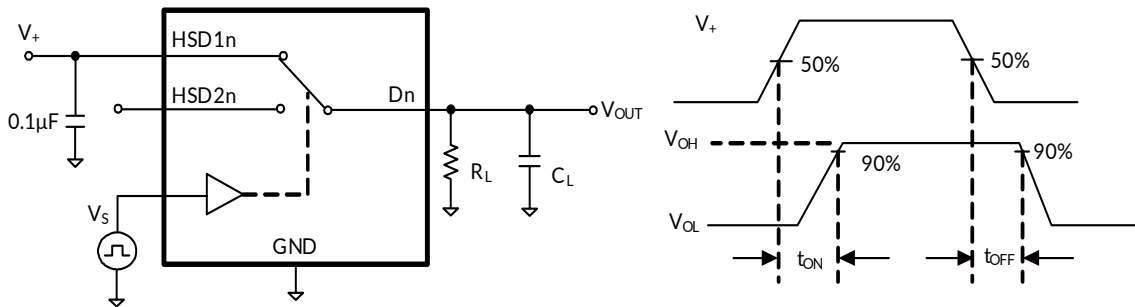 V+
HSD1n
HSD2n
Dn
VOUT
0.1µF
RL
CL
VS
GND
V+
50%
50%
VOH
90%
90%
VOL
tON
tOFF